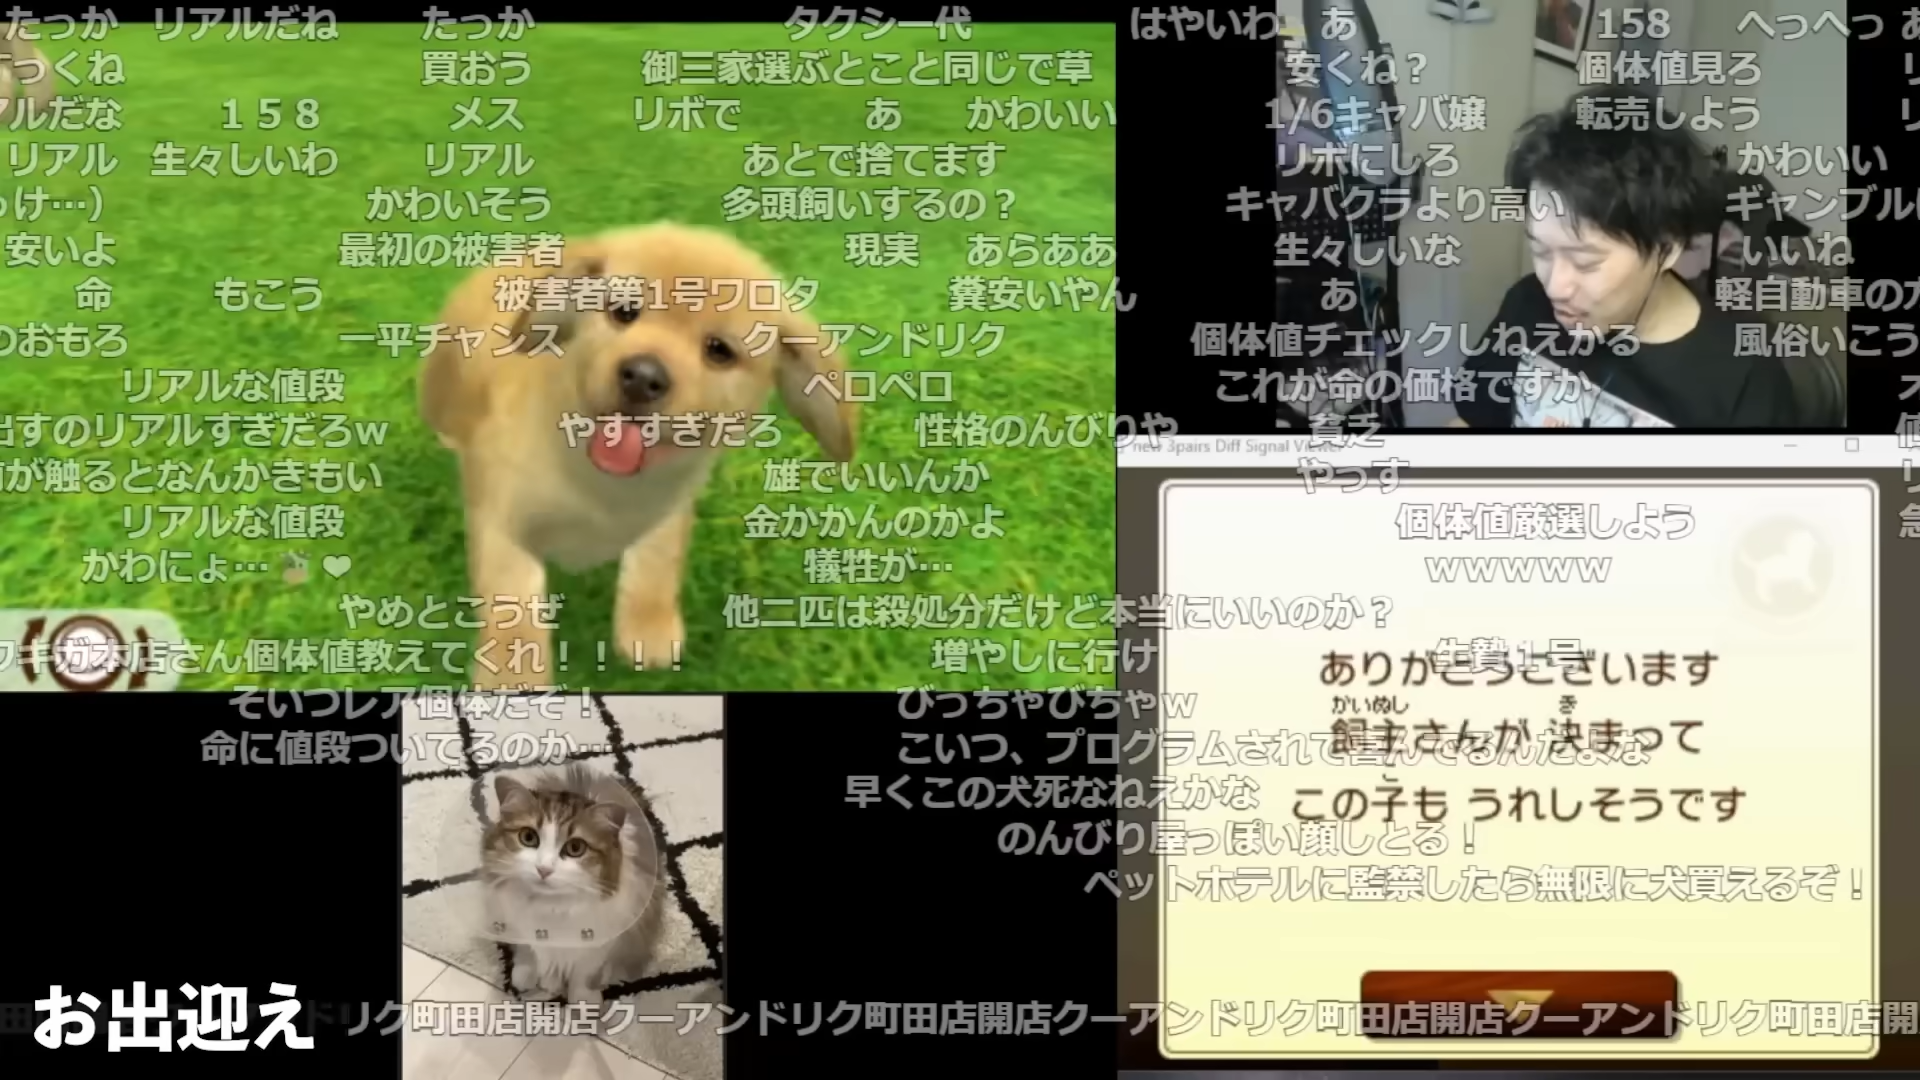 たっか リアルだね たっか タクシー代 はやいわ あ 158 へっへっ
てっくね 買おう 御三家選ぶとこと同じで草 安くね？ 個体値見ろ
アルだな 158 メス リボで あ かわいい 1/6キャバ嬢 転売しよう
リアル 生々しいわ リアル あとで捨てます リボにしろ かわいい
っけ…) かわいそう 多頭飼いするの？ キャバクラより高い ギャンブル
安いよ 最初の被害者 現実 あらああ 生々しいな いいね
命 もこう 被害者第1号ワロタ 糞安いやん あ 軽自動車の
のおもろ 一平チャンス クーアンドリク 個体値チェックしねえかる 風俗いこう
リアルな値段 ペロペロ これが命の価格ですか
出すのリアルすぎだろw やすすぎだろ 性格のんびりや 貧乏
new 3pairs Diff Signal Viewer
が触るとなんかきもい 雄でいいんか やっす
リアルな値段 金かかんのかよ 個体値厳選しよう
かわにょ… ❤ 犠牲が… wwwww
やめとこうぜ 他二匹は殺処分だけど本当にいいのか？
ワキガ本店さん個体値教えてくれ！！！！ 増やしに行け 生贄1号
ありがとうございます
そいつレア個体だぞ！ びっちゃびちゃw
かいぬし き
飼主さんが 決まって
命に値段ついてるのか… こいつ、プログラムされて喜んでるんだよな
こ
この子も うれしそうです
早くこの犬死なねえかな
のんびり屋っぽい顔しとる！
ペットホテルに監禁したら無限に犬買えるぞ！
お出迎え
ドリク町田店開店クーアンドリク町田店開店クーアンドリク町田店開店クーアンドリク町田店開